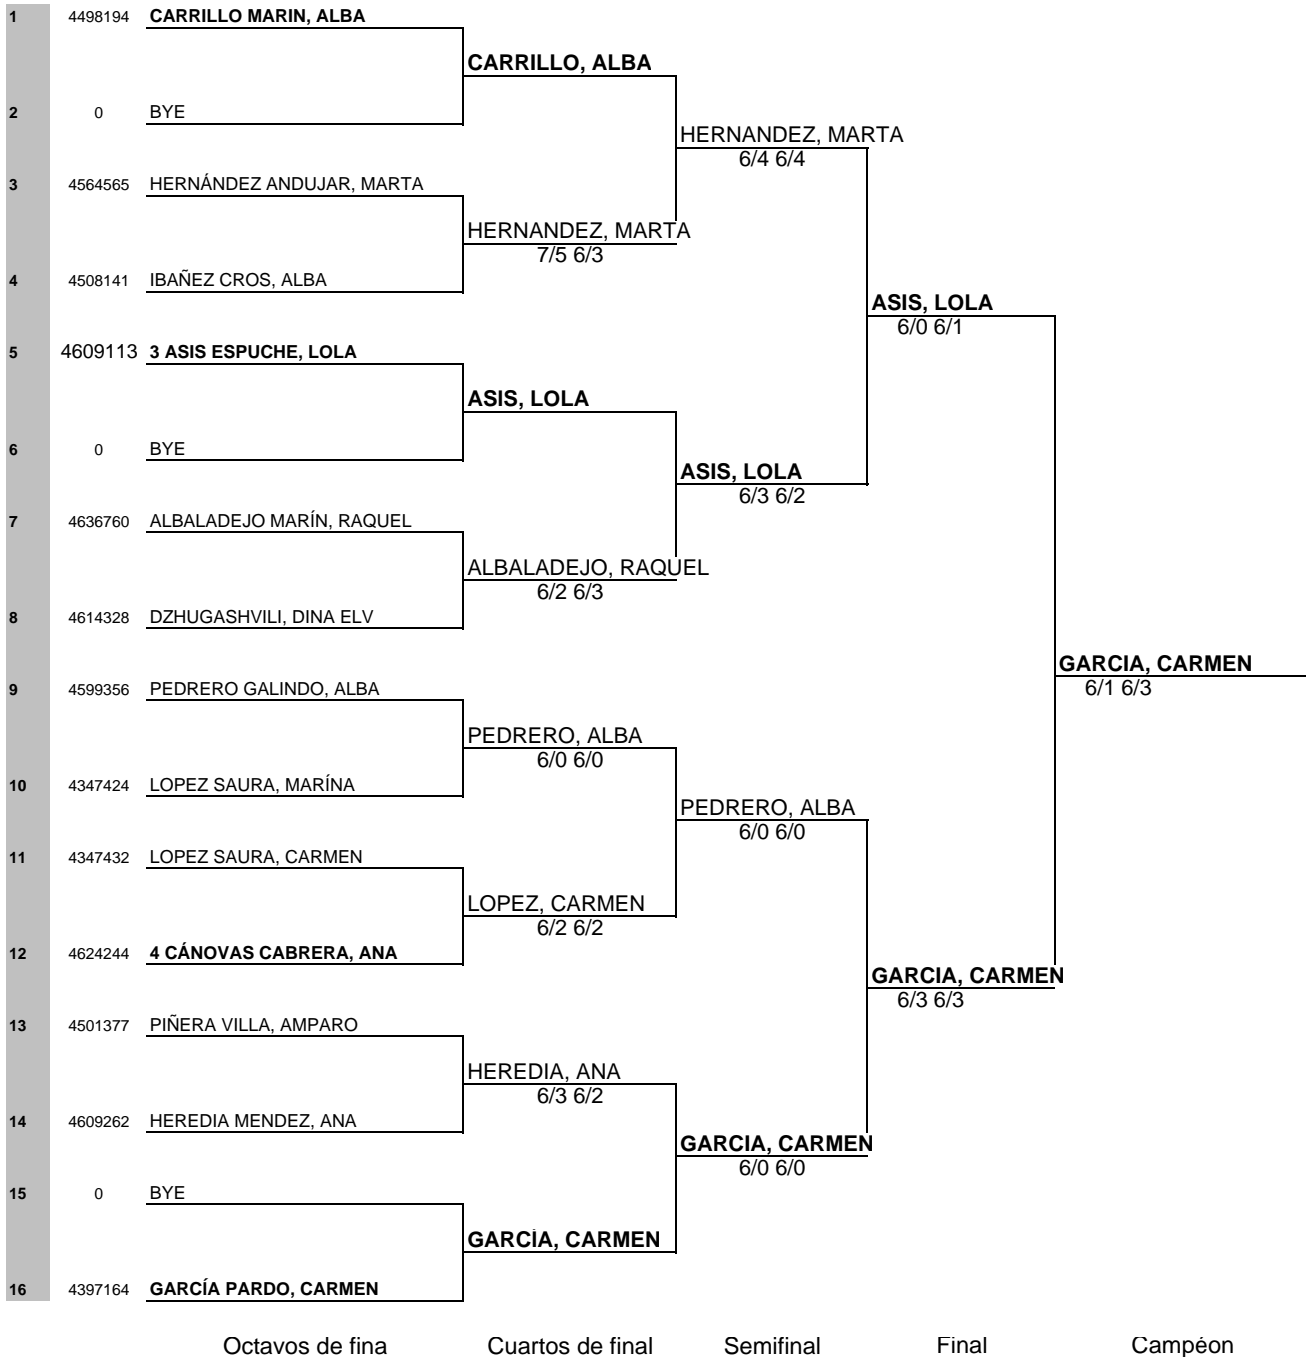 1 4498194 CARRILLO MARIN, ALBA
CARRILLO, ALBA
2 0 BYE
HERNANDEZ, MARTA
6/4 6/4
3 4564565 HERNÁNDEZ ANDUJAR, MARTA
HERNANDEZ, MARTA
7/5 6/3
4 4508141 IBAÑEZ CROS, ALBA
ASIS, LOLA
6/0 6/1
5 4609113 3 ASIS ESPUCHE, LOLA
ASIS, LOLA
6 0 BYE
ASIS, LOLA
6/3 6/2
7 4636760 ALBALADEJO MARÍN, RAQUEL
ALBALADEJO, RAQUEL
6/2 6/3
8 4614328 DZHUGASHVILI, DINA ELV
GARCIA, CARMEN
6/1 6/3
9 4599356 PEDRERO GALINDO, ALBA
PEDRERO, ALBA
6/0 6/0
10 4347424 LOPEZ SAURA, MARÍNA
PEDRERO, ALBA
6/0 6/0
11 4347432 LOPEZ SAURA, CARMEN
LOPEZ, CARMEN
6/2 6/2
12 4624244 4 CÁNOVAS CABRERA, ANA
GARCIA, CARMEN
6/3 6/3
13 4501377 PIÑERA VILLA, AMPARO
HEREDIA, ANA
6/3 6/2
14 4609262 HEREDIA MENDEZ, ANA
GARCIA, CARMEN
6/0 6/0
15 0 BYE
GARCÍA, CARMEN
16 4397164 GARCÍA PARDO, CARMEN
Octavos de fina Cuartos de final Semifinal Final Campéon